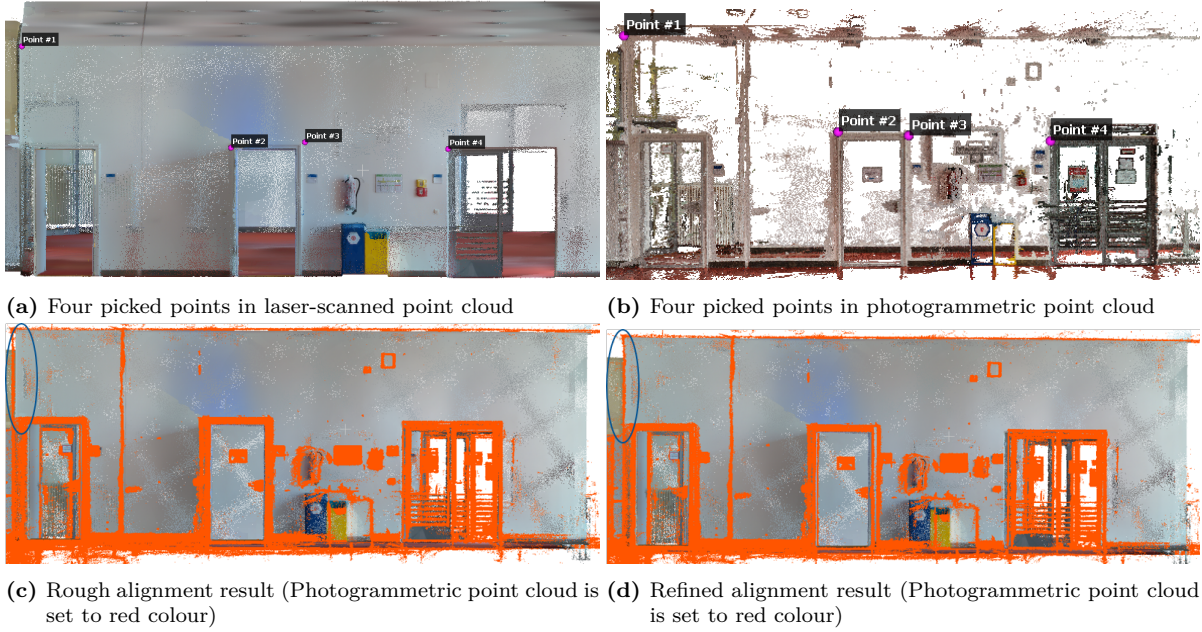 Point #1
Point #2
Point #3
Point #4
(a) Four picked points in laser-scanned point cloud
Point #1
Point #2
Point #3
Point #4
(b) Four picked points in photogrammetric point cloud
(c) Rough alignment result (Photogrammetric point cloud is
set to red colour)
(d) Refined alignment result (Photogrammetric point cloud
is set to red colour)